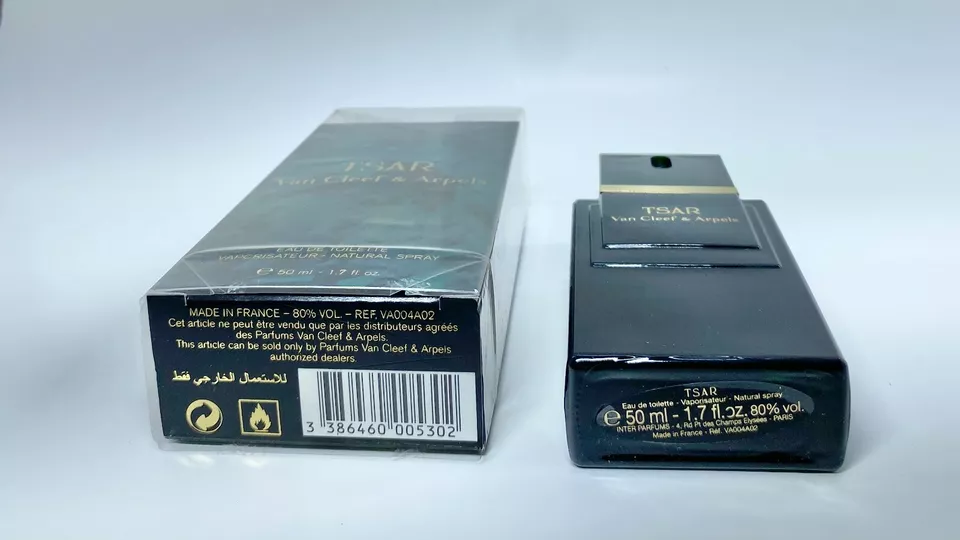 TSAR
Van Cleef & Arpels
EAU DE TOILETTE
VAPORISATEUR - NATURAL SPRAY
e 50 ml - 1.7 fl. oz.
MADE IN FRANCE - 80% VOL. - REF. VA004A02
Cet article ne peut être vendu que par les distributeurs agréés
des Parfums Van Cleef & Arpels.
This article can be sold only by Parfums Van Cleef & Arpels
authorized dealers.
للاستعمال الخارجي فقط
3 386460 005302
TSAR
Van Cleef & Arpels
TSAR
Eau de toilette - Vaporisateur - Natural spray
e 50 ml - 1.7 fl.oz. 80% vol.
INTER PARFUMS - 4, Rd Pt des Champs Elysées - PARIS
Made in France - Réf. VA004A02